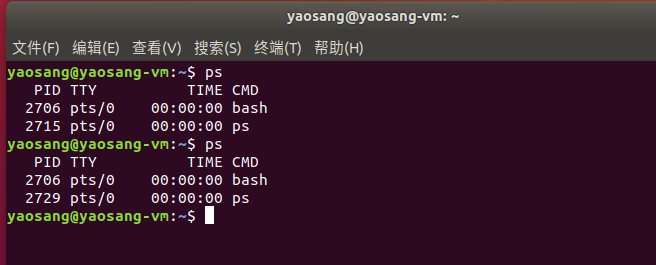 yaosang@yaosang-vm: ~
文件(F) 编辑(E) 查看(V) 搜索(S) 终端(T) 帮助(H)
yaosang@yaosang-vm:~$ ps
   PID TTY          TIME CMD
  2706 pts/0    00:00:00 bash
  2715 pts/0    00:00:00 ps
yaosang@yaosang-vm:~$ ps
   PID TTY          TIME CMD
  2706 pts/0    00:00:00 bash
  2729 pts/0    00:00:00 ps
yaosang@yaosang-vm:~$